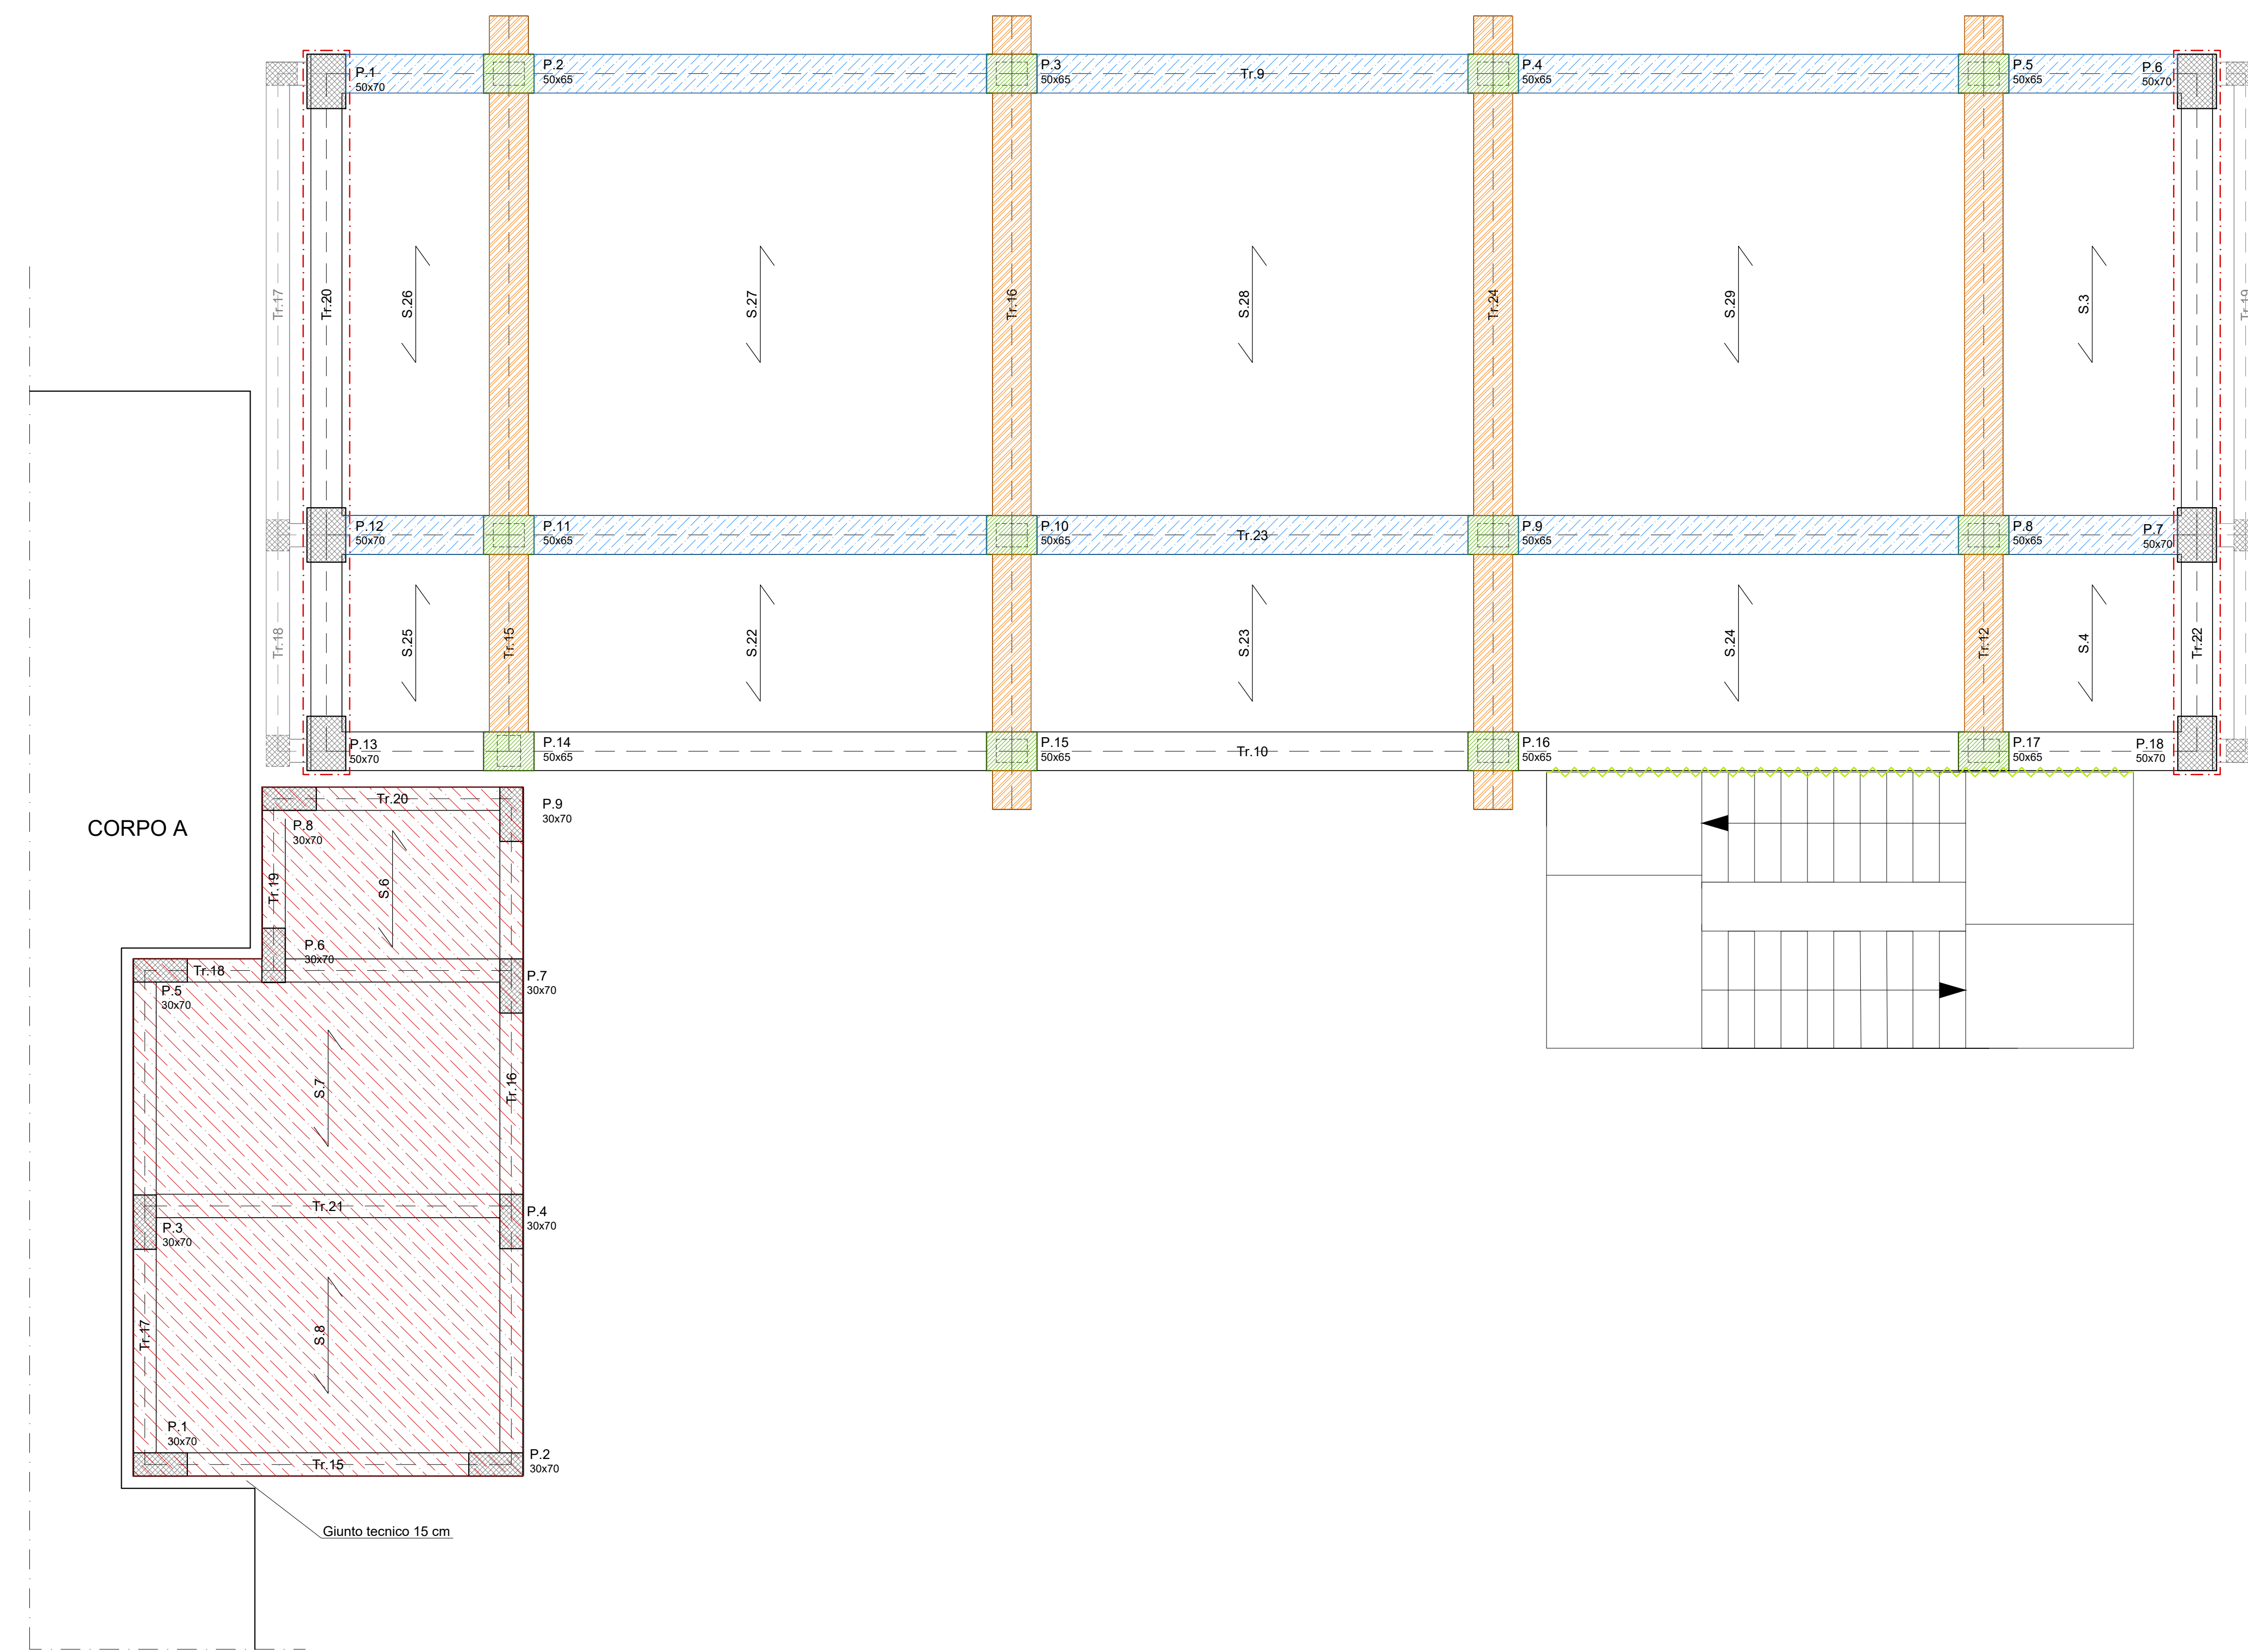 P.1
50x70
P.2
50x65
P.3
50x65
Tr.9
P.4
50x65
P.5
50x65
P.6
50x70
Tr.17
Tr.20
S.26
S.27
Tr.16
S.28
Tr.24
S.29
S.3
Tr.19
P.12
50x70
P.11
50x65
P.10
50x65
Tr.23
P.9
50x65
P.8
50x65
P.7
50x70
Tr.18
S.25
Tr.15
S.22
S.23
S.24
Tr.12
S.4
Tr.22
P.13
50x70
P.14
50x65
P.15
50x65
Tr.10
P.16
50x65
P.17
50x65
P.18
50x70
CORPO A
Tr.20
P.9
30x70
P.8
30x70
Tr.19
S.6
P.6
30x70
Tr.18
P.5
30x70
P.7
30x70
S.7
Tr.16
Tr.21
P.3
30x70
P.4
30x70
Tr.17
S.8
P.1
30x70
Tr.15
P.2
30x70
Giunto tecnico 15 cm